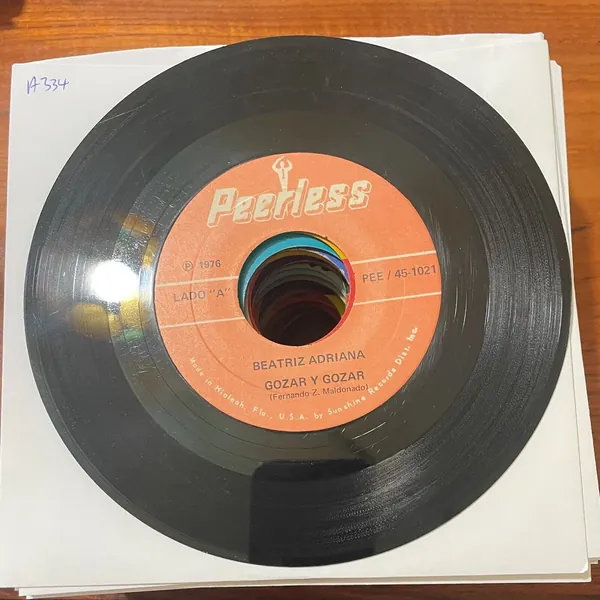 A334
Peerless
℗ 1976
LADO "A"
PEE / 45-1021
BEATRIZ ADRIANA
GOZAR Y GOZAR
(Fernando Z. Maldonado)
Made in Hialeah, Fla., U.S.A. by Sunshine Records Dist. Inc.